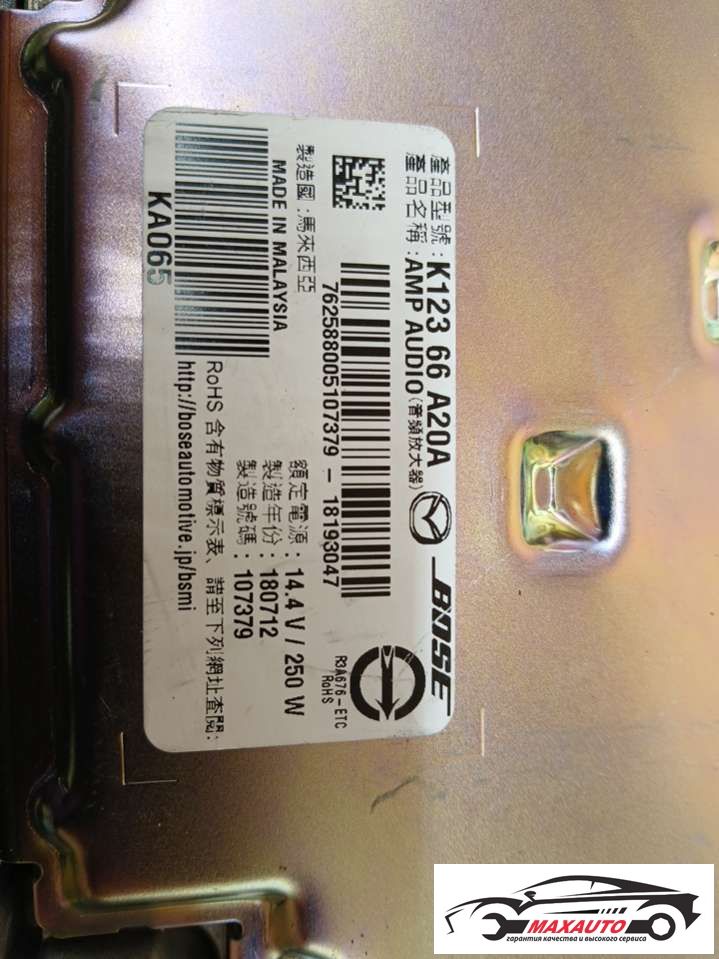 產品型號:K123 66 A20A
產品名稱:AMP AUDIO(音頻放大器)
BOSE
762588005107379 - 18193047
製造國:馬來西亞
MADE IN MALAYSIA
額定電源:14.4 V / 250 W
製造年份:180712
製造號碼:107379
R3A676-ETC
RoHS
RoHS 含有物質標示表、請至下列網址查閱:
http://boseautomotive.jp/bsmi
KA065
MAXAUTO
гарантия качества и высокого сервиса